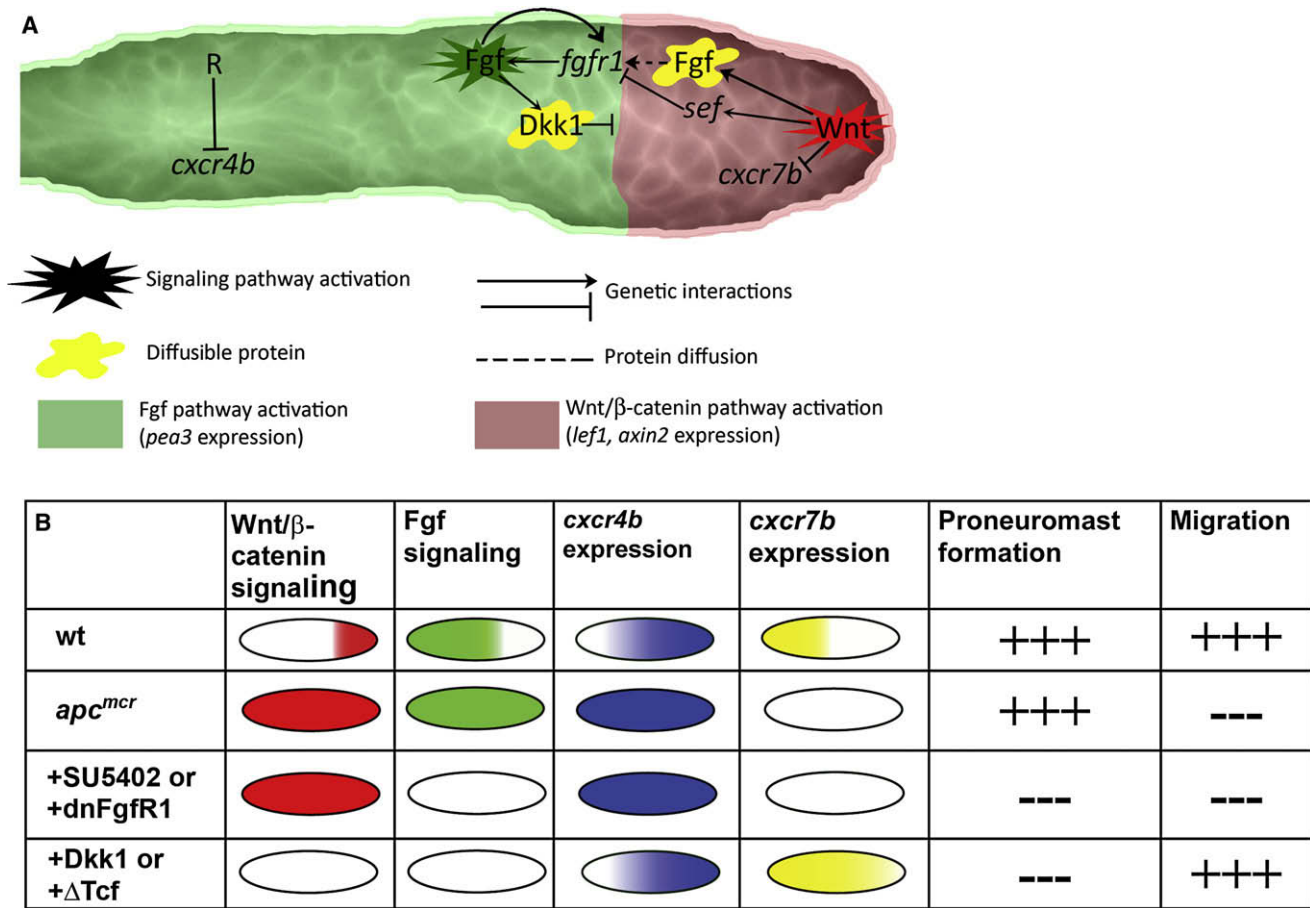 A
R
cxcr4b
Fgf
fgfr1
Fgf
Dkk1
sef
Wnt
cxcr7b
Signaling pathway activation
Genetic interactions
Diffusible protein
Protein diffusion
Fgf pathway activation
(pea3 expression)
Wnt/β-catenin pathway activation
(lef1, axin2 expression)
B
Wnt/β-
catenin
signaling
Fgf
signaling
cxcr4b
expression
cxcr7b
expression
Proneuromast
formation
Migration
wt
+++
+++
apcmcr
+++
---
+SU5402 or
+dnFgfR1
---
---
+Dkk1 or
+ΔTcf
---
+++